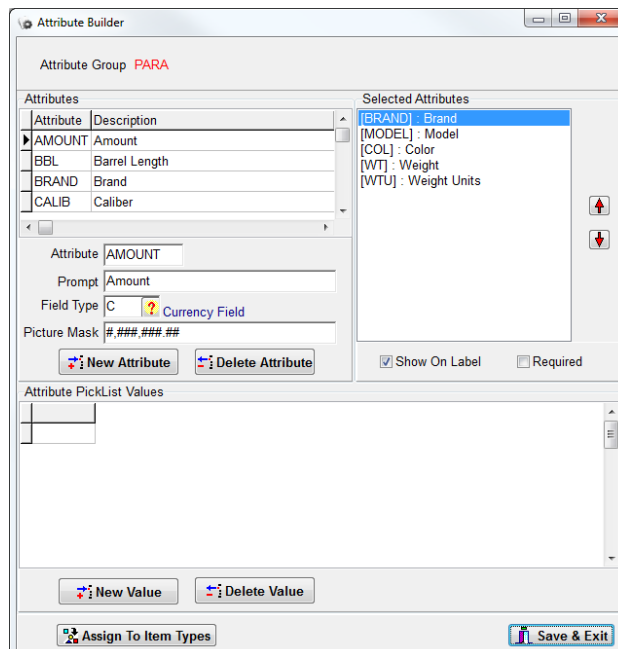 Attribute Builder
Attribute Group PARA
Attributes
Attribute Description
AMOUNT Amount
BBL Barrel Length
BRAND Brand
CALIB Caliber
Attribute AMOUNT
Prompt Amount
Field Type C ? Currency Field
Picture Mask #,###,###.##
New Attribute Delete Attribute
Selected Attributes
[BRAND] : Brand
[MODEL] : Model
[COL] : Color
[WT] : Weight
[WTU] : Weight Units
Show On Label Required
Attribute PickList Values
New Value Delete Value
Assign To Item Types Save & Exit